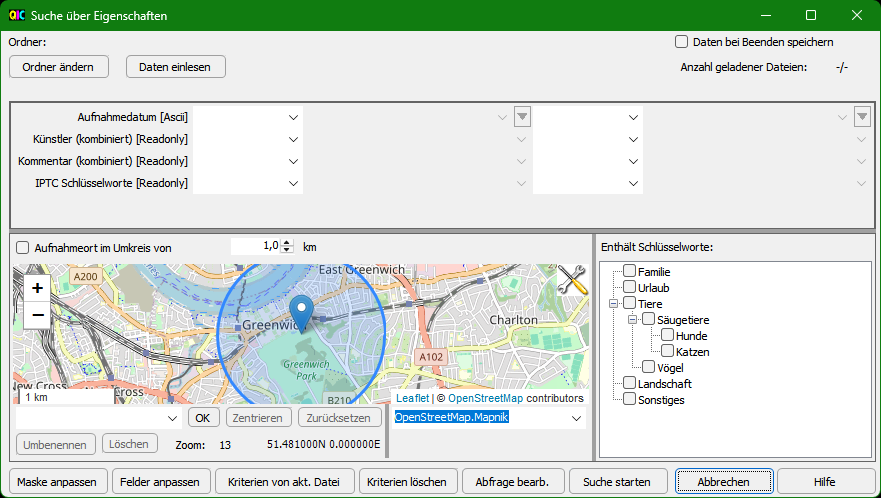 QIC Suche über Eigenschaften
Ordner:
Daten bei Beenden speichern
Ordner ändern Daten einlesen
Anzahl geladener Dateien: -/-
Aufnahmedatum [Ascii]
Künstler (kombiniert) [Readonly]
Kommentar (kombiniert) [Readonly]
IPTC Schlüsselworte [Readonly]
Aufnahmeort im Umkreis von 1,0 km
East Greenwich
A200
+
−
Greenwich
Charlton
A102
Greenwich
Park
New Cross
Cross
B210
1 km
Leaflet | © OpenStreetMap contributors
OK Zentrieren Zurücksetzen
OpenStreetMap.Mapnik
Umbenennen Löschen Zoom: 13 51.481000N 0.000000E
Enthält Schlüsselworte:
Familie
Urlaub
Tiere
Säugetiere
Hunde
Katzen
Vögel
Landschaft
Sonstiges
Maske anpassen Felder anpassen Kriterien von akt. Datei Kriterien löschen Abfrage bearb. Suche starten Abbrechen Hilfe